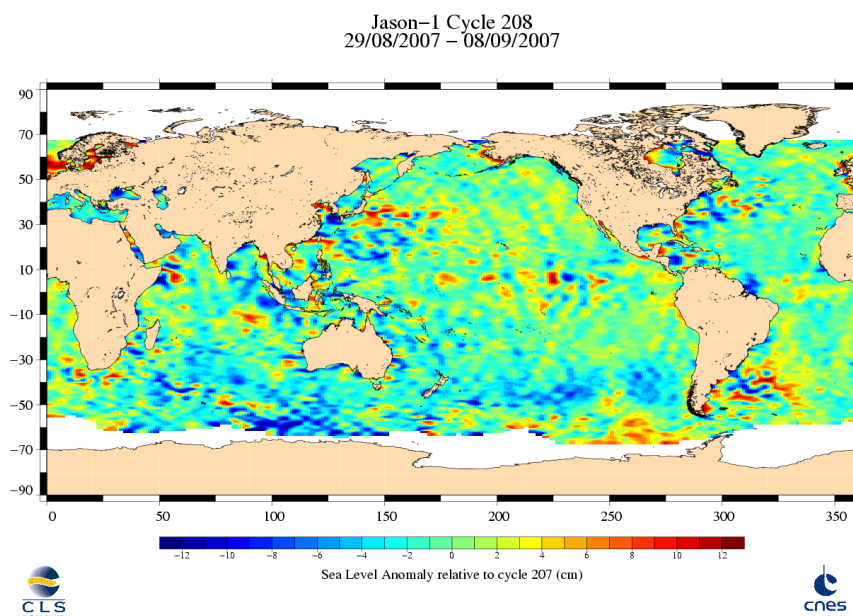 Jason-1 Cycle 208
29/08/2007 − 08/09/2007
90
70
50
30
10
−10
−30
−50
−70
−90
0 50 100 150 200 250 300 350
−12 −10 −8 −6 −4 −2 0 2 4 6 8 10 12
Sea Level Anomaly relative to cycle 207 (cm)
CLS
cnes